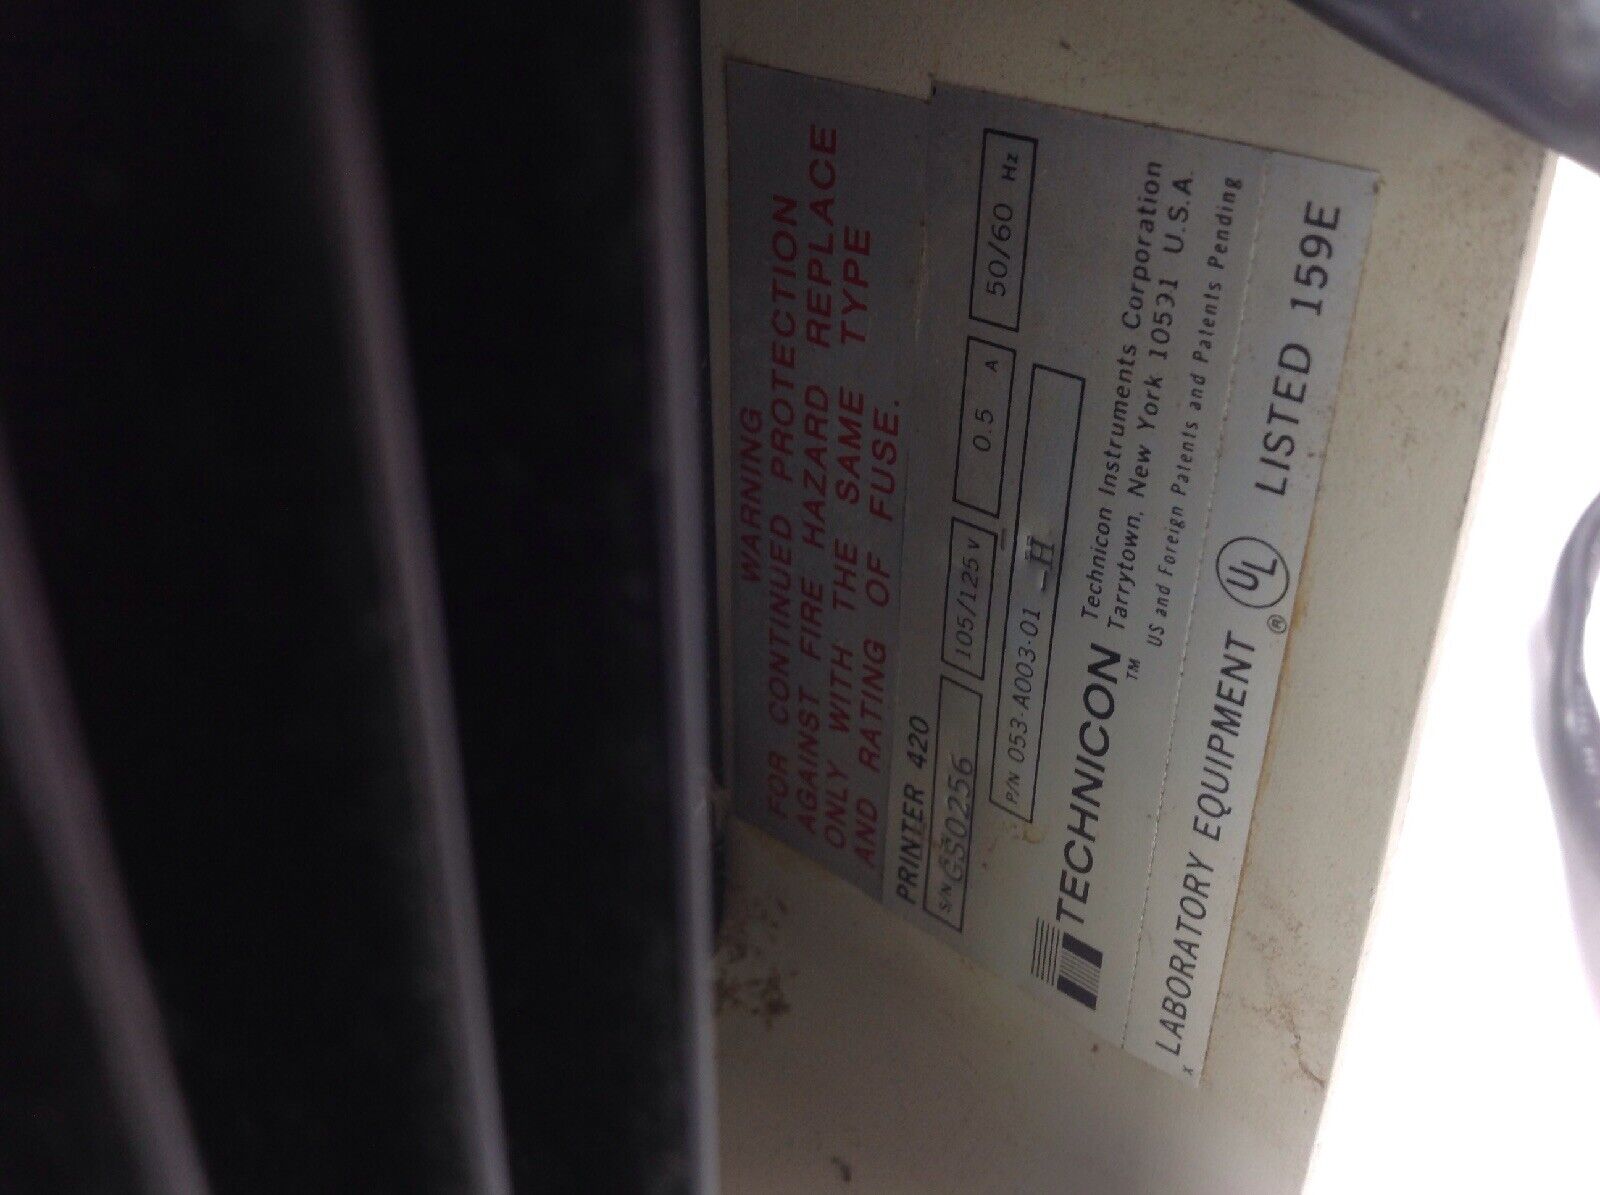 WARNING
FOR CONTINUED PROTECTION
AGAINST FIRE HAZARD REPLACE
ONLY WITH THE SAME TYPE
AND RATING OF FUSE.
PRINTER 420
S/N GS0256 105/125 V 0.5 A 50/60 Hz
P/N 053-A003-01 -H
TECHNICON™ Technicon Instruments Corporation
Tarrytown, New York 10591 U.S.A.
US and Foreign Patents and Patents Pending
x LABORATORY EQUIPMENT UL® LISTED 159E